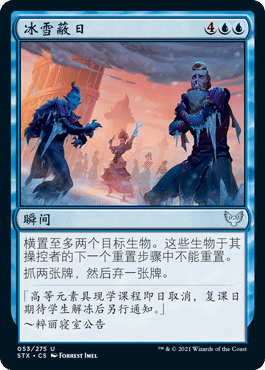 冰雪蔽日 4
瞬间
横置至多两个目标生物。这些生物于其
操控者的下一个重置步骤中不能重置。
抓两张牌，然后弃一张牌。
「高等元素具现学课程即日取消，复课日
期待学生解冻后另行通知。」
～粹丽寝室公告
053/275 U
STX • CS FORREST IMEL
™ & © 2021 Wizards of the Coast